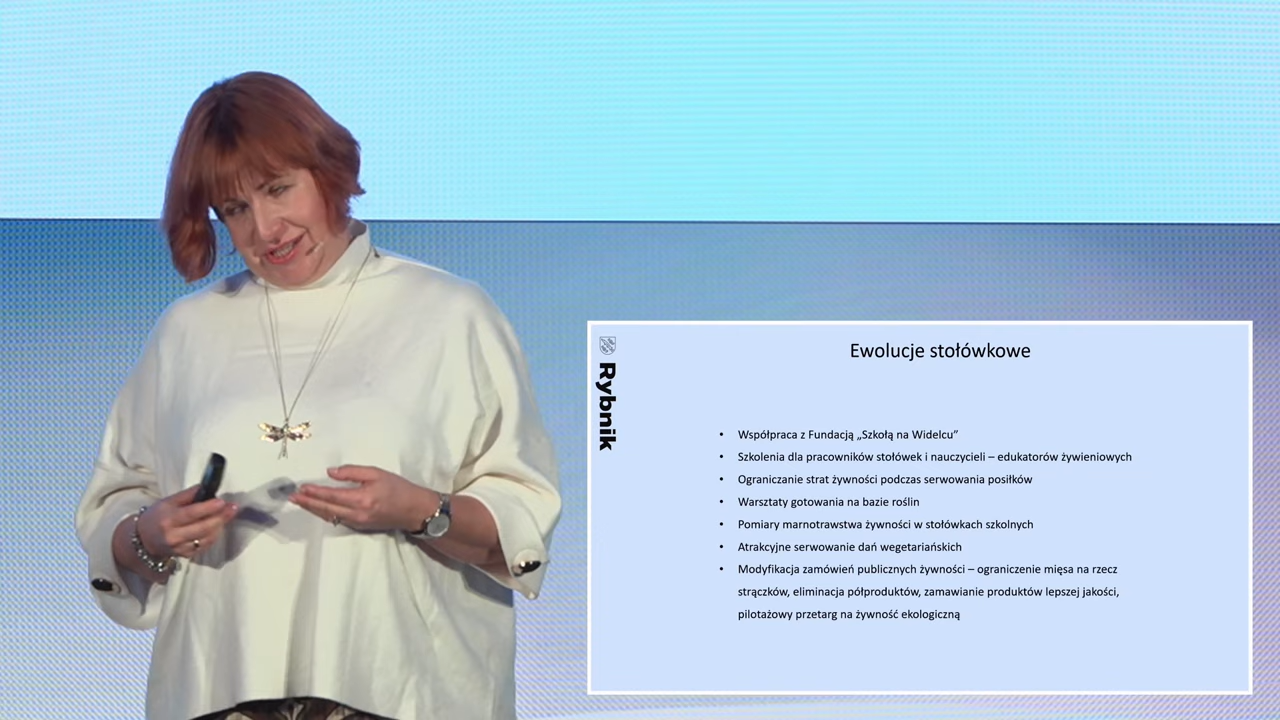 Ewolucje stołówkowe
Rybnik
• Współpraca z Fundacją „Szkołą na Widelcu”
• Szkolenia dla pracowników stołówek i nauczycieli – edukatorów żywieniowych
• Ograniczanie strat żywności podczas serwowania posiłków
• Warsztaty gotowania na bazie roślin
• Pomiary marnotrawstwa żywności w stołówkach szkolnych
• Atrakcyjne serwowanie dań wegetariańskich
• Modyfikacja zamówień publicznych żywności – ograniczenie mięsa na rzecz
strączków, eliminacja półproduktów, zamawianie produktów lepszej jakości,
pilotażowy przetarg na żywność ekologiczną